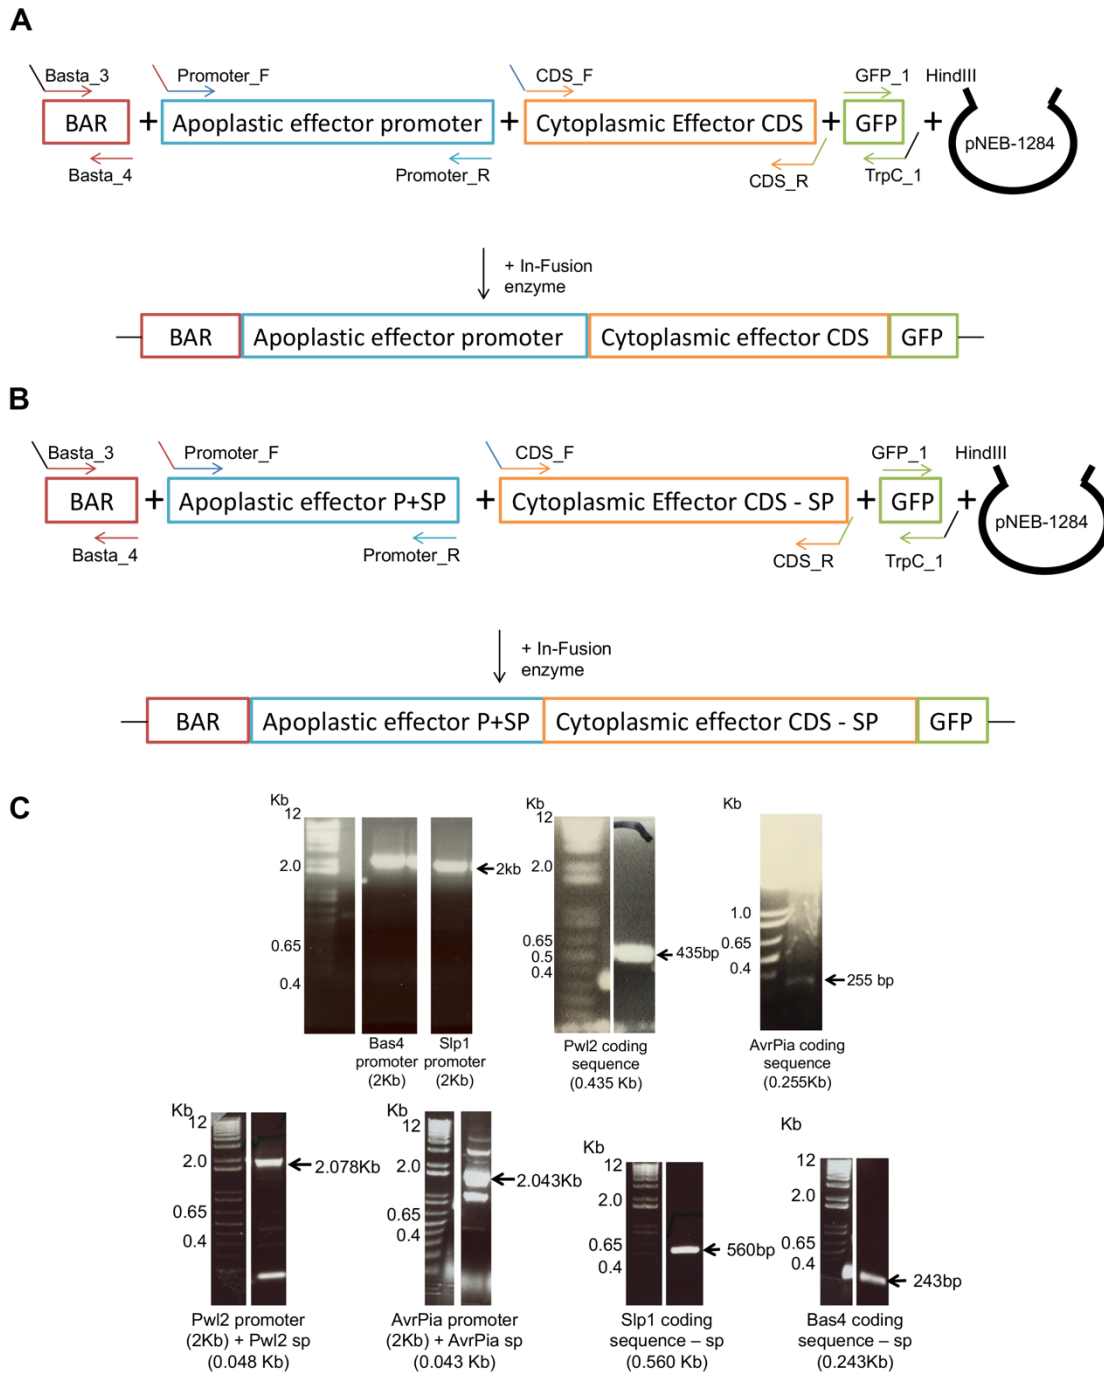 A
Basta_3
Promoter_F
CDS_F
GFP_1
HindIII
BAR
+
Apoplastic effector promoter
+
Cytoplasmic Effector CDS
+
GFP
+
pNEB-1284
Basta_4
Promoter_R
CDS_R
TrpC_1
+ In-Fusion
enzyme
BAR
Apoplastic effector promoter
Cytoplasmic effector CDS
GFP
B
Basta_3
Promoter_F
CDS_F
GFP_1
HindIII
BAR
+
Apoplastic effector P+SP
+
Cytoplasmic Effector CDS - SP
+
GFP
+
pNEB-1284
Basta_4
Promoter_R
CDS_R
TrpC_1
+ In-Fusion
enzyme
BAR
Apoplastic effector P+SP
Cytoplasmic effector CDS - SP
GFP
C
Kb
12
2.0
0.65
0.4
2kb
Bas4
promoter
(2Kb)
Slp1
promoter
(2Kb)
Kb
12
2.0
0.65
0.5
0.4
435bp
Pwl2 coding
sequence
(0.435 Kb)
Kb
1.0
0.65
0.4
255 bp
AvrPia coding
sequence
(0.255Kb)
Kb
12
2.0
0.65
0.4
2.078Kb
Pwl2 promoter
(2Kb) + Pwl2 sp
(0.048 Kb)
Kb
12
2.0
0.65
0.4
2.043Kb
AvrPia promoter
(2Kb) + AvrPia sp
(0.043 Kb)
Kb
12
2.0
0.65
0.4
560bp
Slp1 coding
sequence – sp
(0.560 Kb)
Kb
12
2.0
0.65
0.4
243bp
Bas4 coding
sequence – sp
(0.243Kb)